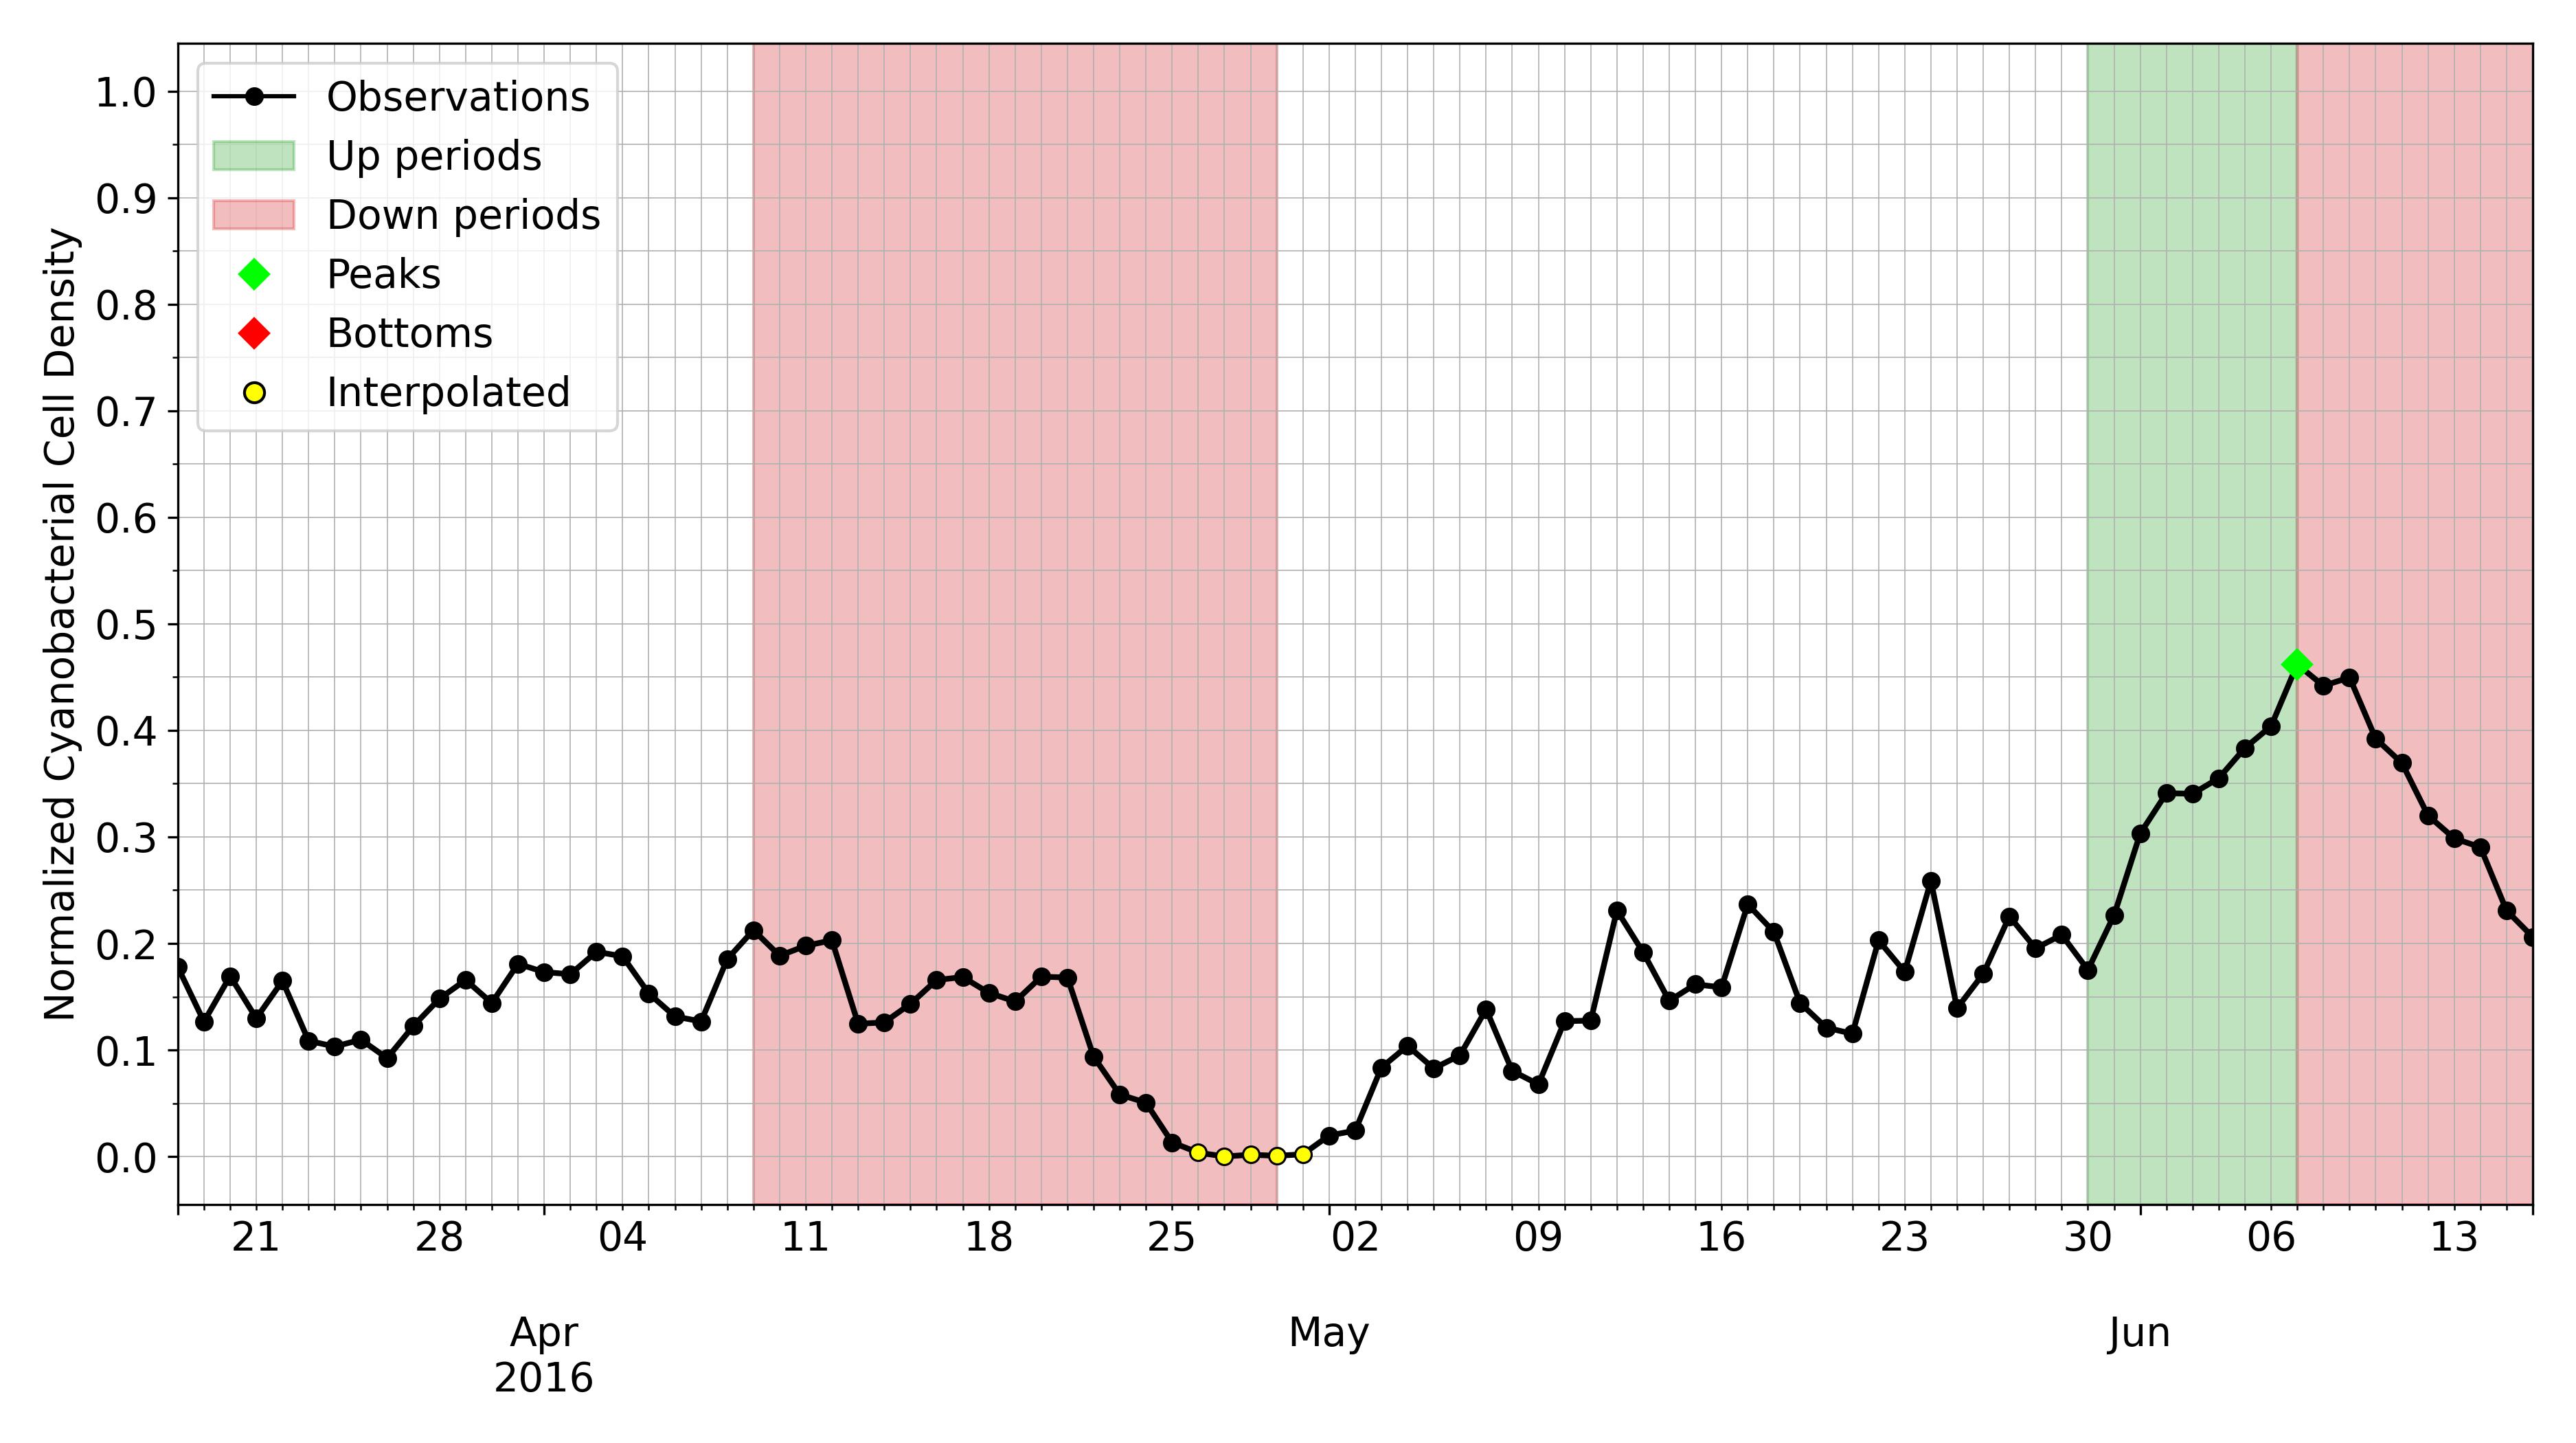 Normalized Cyanobacterial Cell Density
1.0
0.9
0.8
0.7
0.6
0.5
0.4
0.3
0.2
0.1
0.0
Observations
Up periods
Down periods
Peaks
Bottoms
Interpolated
21 28 04 11 18 25 02 09 16 23 30 06 13
Apr May Jun
2016